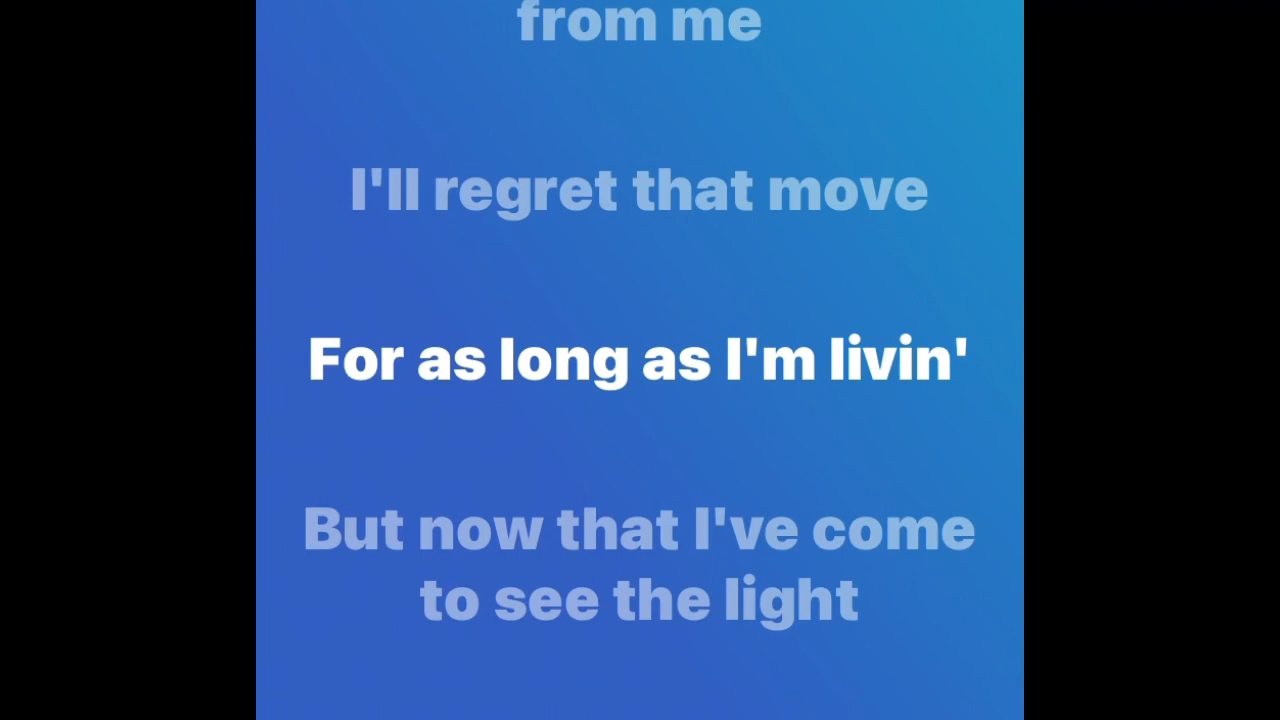 from me
I'll regret that move
For as long as I'm livin'
But now that I've come
to see the light